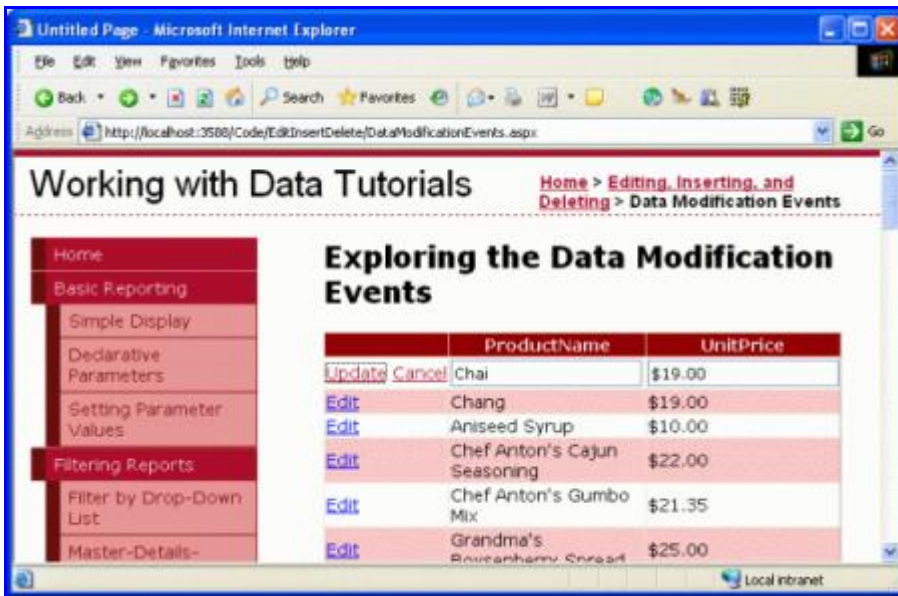 Untitled Page - Microsoft Internet Explorer
File Edit View Favorites Tools Help
Back Search Favorites
Address http://localhost:3588/Code/EditInsertDelete/DataModificationEvents.aspx Go
Working with Data Tutorials
Home > Editing, Inserting, and
Deleting > Data Modification Events
Home
Basic Reporting
Simple Display
Declarative
Parameters
Setting Parameter
Values
Filtering Reports
Filter by Drop-Down
List
Master-Details-
Exploring the Data Modification
Events
ProductName UnitPrice
Update Cancel Chai $19.00
Edit Chang $19.00
Edit Aniseed Syrup $10.00
Edit Chef Anton's Cajun
Seasoning $22.00
Edit Chef Anton's Gumbo
Mix $21.35
Edit Grandma's
Boysenberry Spread $25.00
Local intranet